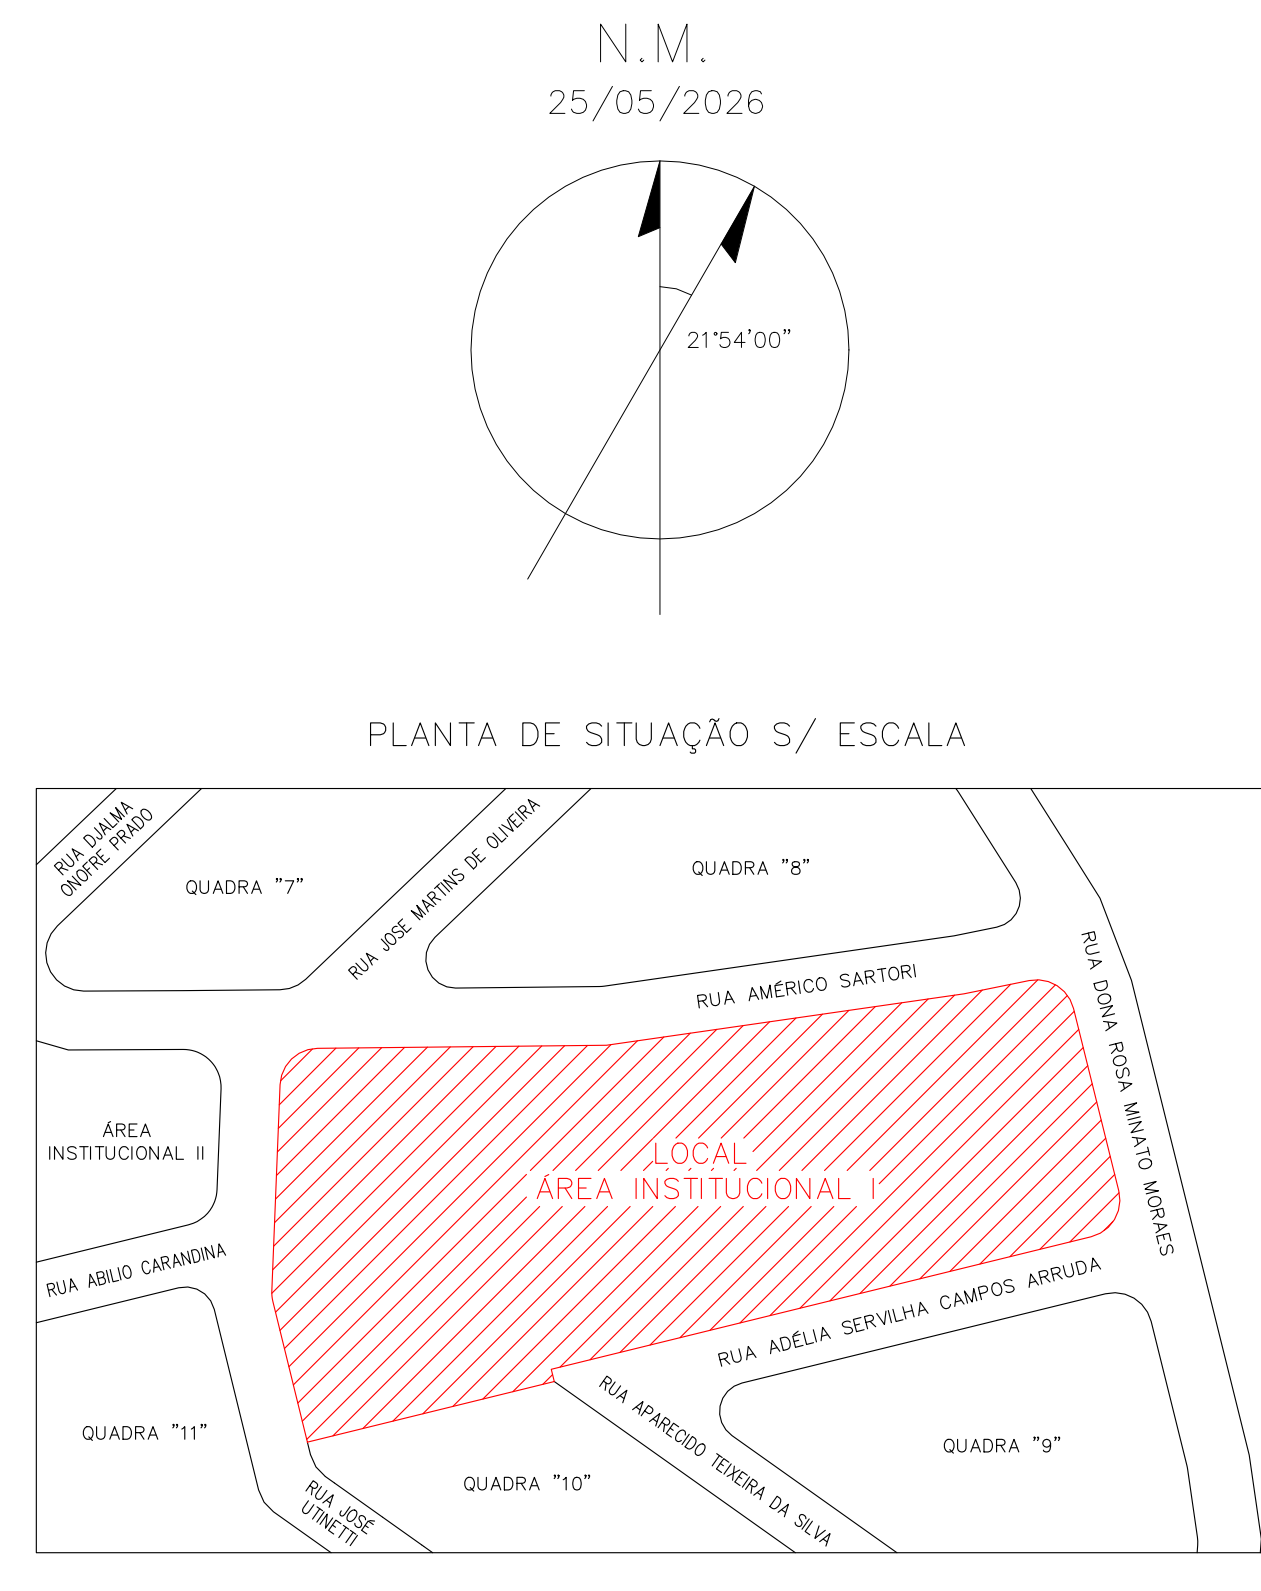 N.M.
25/05/2026
21°54'00"
PLANTA DE SITUAÇÃO S/ ESCALA
RUA DJALMA
ONOFRE PRADO
QUADRA "7"
RUA JOSE MARTINS DE OLIVEIRA
QUADRA "8"
RUA AMÉRICO SARTORI
RUA DONA ROSA MINATO MORAES
ÁREA
INSTITUCIONAL II
LOCAL
ÁREA INSTITUCIONAL I
RUA ABILIO CARANDINA
RUA ADÉLIA SERVILHA CAMPOS ARRUDA
RUA APARECIDO TEIXEIRA DA SILVA
QUADRA "11"
QUADRA "10"
QUADRA "9"
RUA JOSÉ
UTINETTI